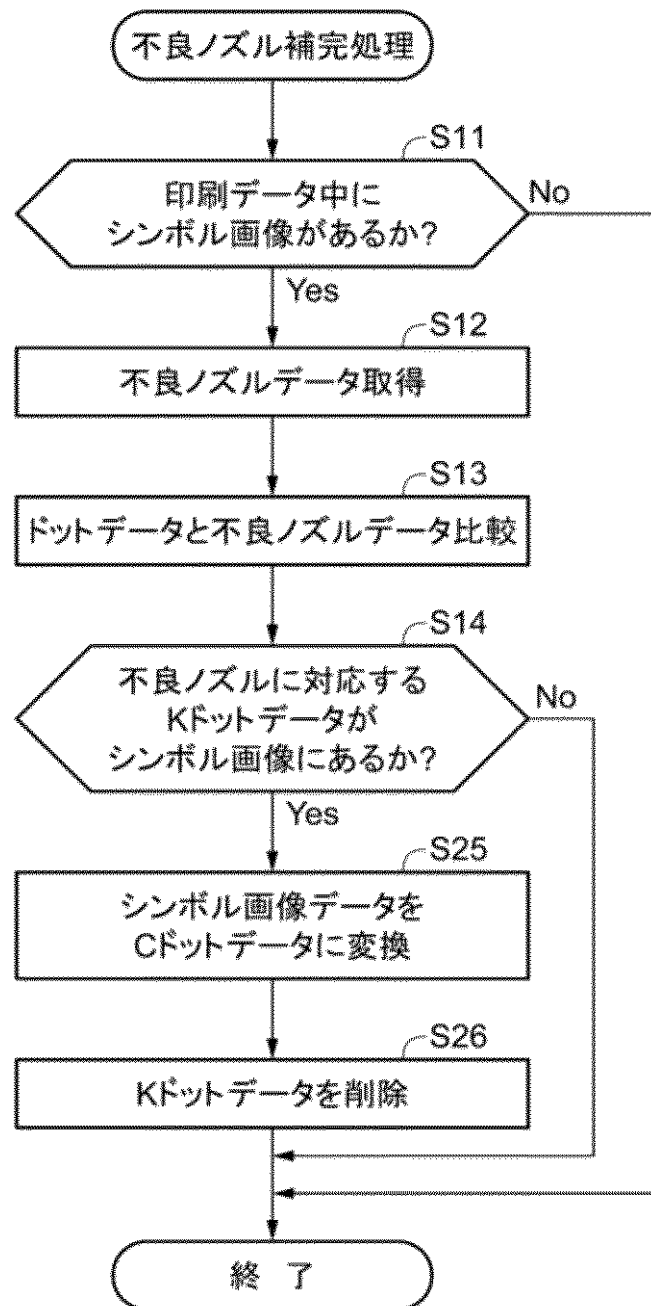 不良ノズル補完処理
S11
印刷データ中に
シンボル画像があるか?
No
Yes
S12
不良ノズルデータ取得
S13
ドットデータと不良ノズルデータ比較
S14
不良ノズルに対応する
Kドットデータが
シンボル画像にあるか?
No
Yes
S25
シンボル画像データを
Cドットデータに変換
S26
Kドットデータを削除
終 了